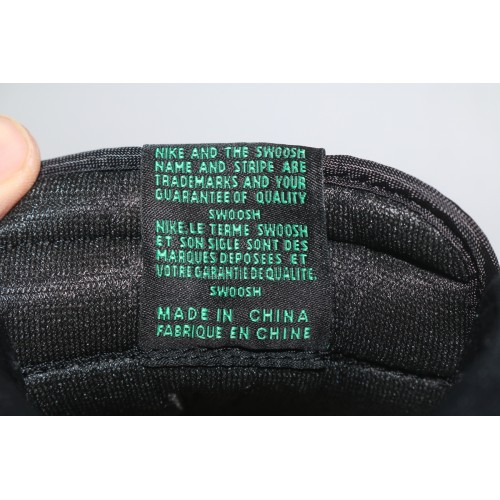 NIKE AND THE SWOOSH
NAME AND STRIPE ARE
TRADEMARKS AND YOUR
GUARANTEE OF QUALITY
SWOOSH
NIKE, LE TERME SWOOSH
ET SON SIGLE SONT DES
MARQUES DEPOSEES ET
VOTRE GARANTIE DE QUALITE.
SWOOSH
MADE IN CHINA
FABRIQUE EN CHINE